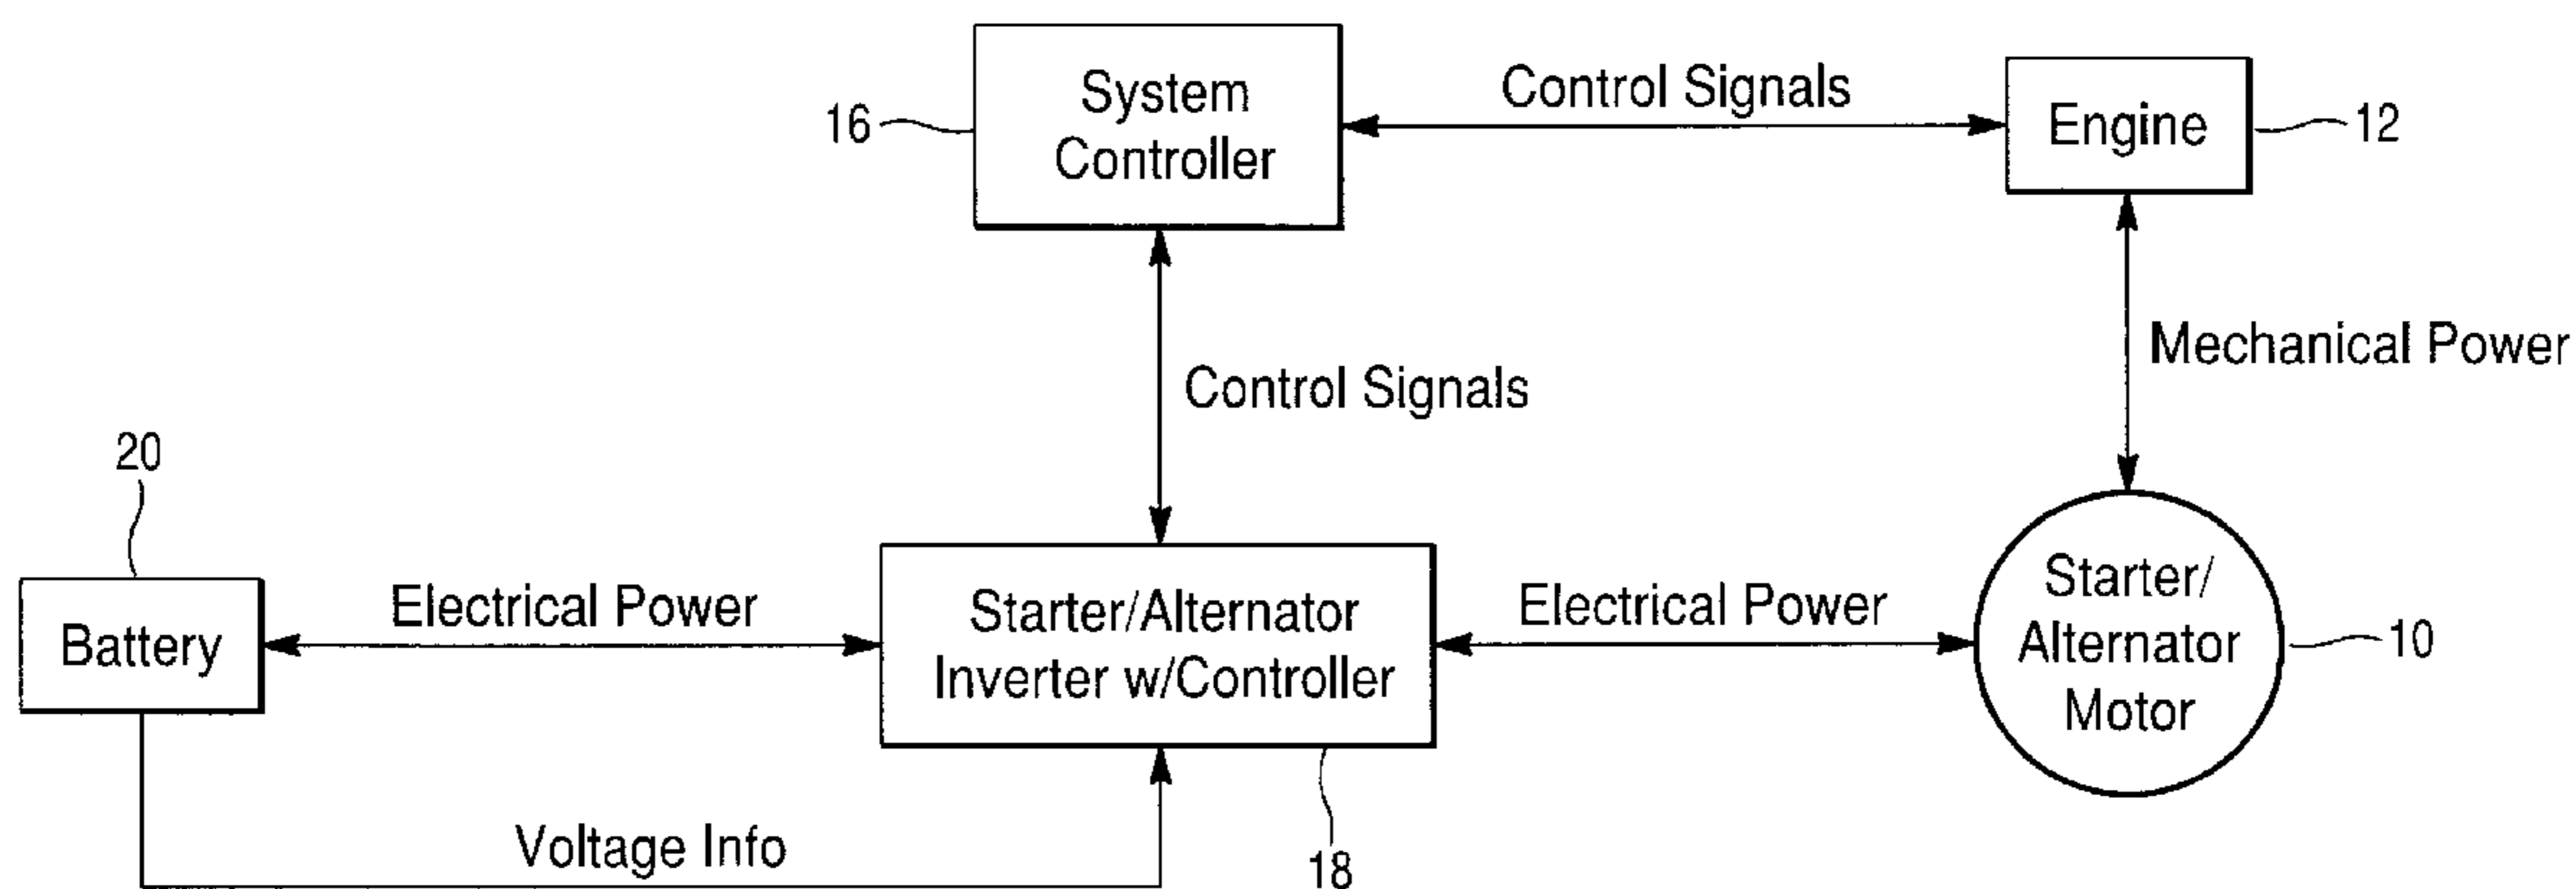 System
Controller
16
Control Signals
Engine
12
Mechanical Power
Control Signals
20
Battery
Electrical Power
Starter/Alternator
Inverter w/Controller
Electrical Power
Starter/
Alternator
Motor
10
Voltage Info
18